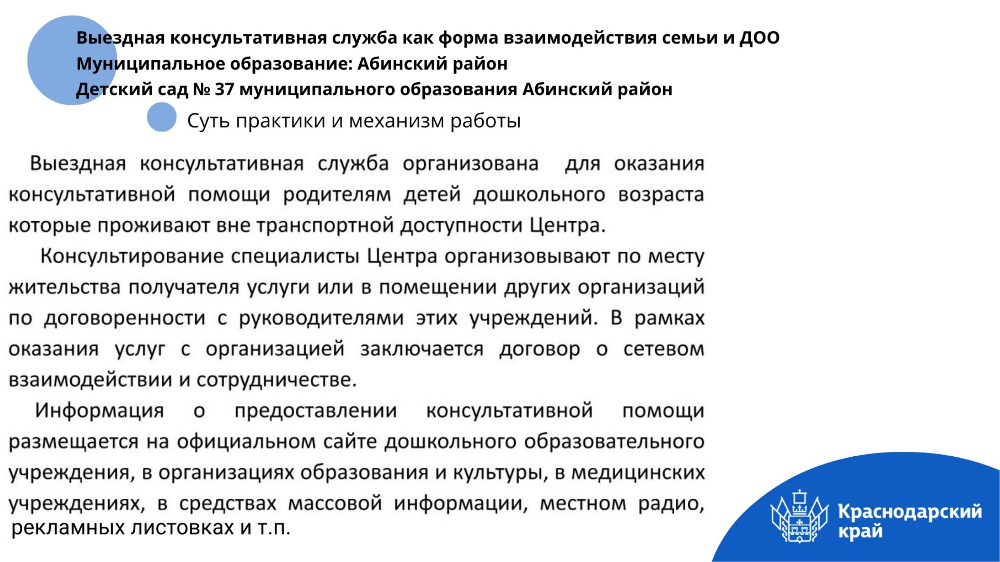 Выездная консультативная служба как форма взаимодействия семьи и ДОО
Муниципальное образование: Абинский район
Детский сад № 37 муниципального образования Абинский район
Суть практики и механизм работы
Выездная консультативная служба организована для оказания
консультативной помощи родителям детей дошкольного возраста
которые проживают вне транспортной доступности Центра.
Консультирование специалисты Центра организовывают по месту
жительства получателя услуги или в помещении других организаций
по договоренности с руководителями этих учреждений. В рамках
оказания услуг с организацией заключается договор о сетевом
взаимодействии и сотрудничестве.
Информация о предоставлении консультативной помощи
размещается на официальном сайте дошкольного образовательного
учреждения, в организациях образования и культуры, в медицинских
учреждениях, в средствах массовой информации, местном радио,
рекламных листовках и т.п.
Краснодарский
край